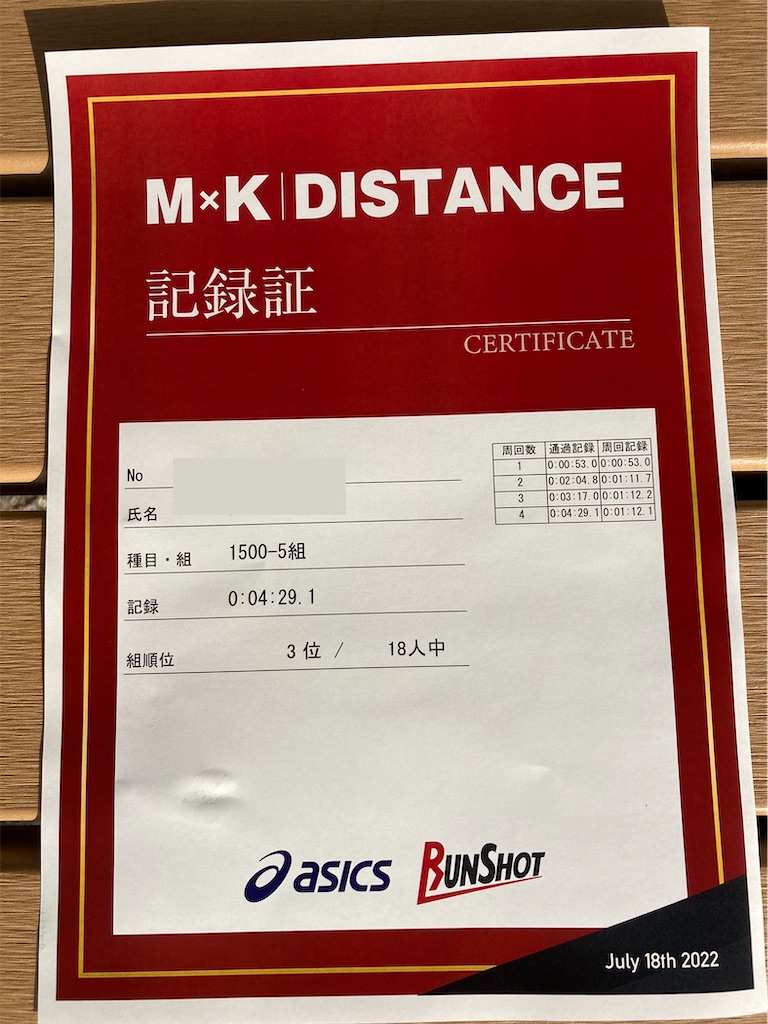 M×K DISTANCE
記録証
CERTIFICATE
No
氏名
種目・組 1500-5組
記録 0:04:29.1
組順位 3 位 / 18人中
周回数 通過記録 周回記録
1 0:00:53.0 0:00:53.0
2 0:02:04.8 0:01:11.7
3 0:03:17.0 0:01:12.2
4 0:04:29.1 0:01:12.1
asics RUNSHOT
July 18th 2022